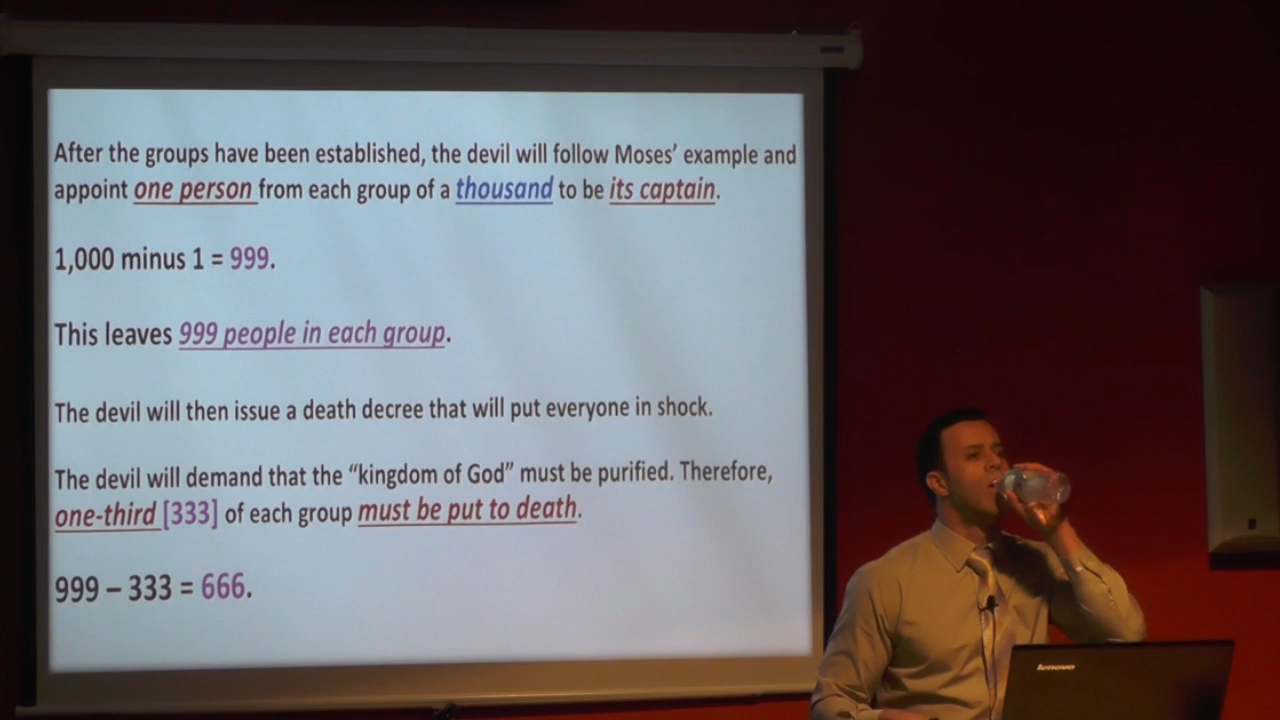 After the groups have been established, the devil will follow Moses’ example and
appoint one person from each group of a thousand to be its captain.
1,000 minus 1 = 999.
This leaves 999 people in each group.
The devil will then issue a death decree that will put everyone in shock.
The devil will demand that the “kingdom of God” must be purified. Therefore,
one-third [333] of each group must be put to death.
999 – 333 = 666.
lenovo